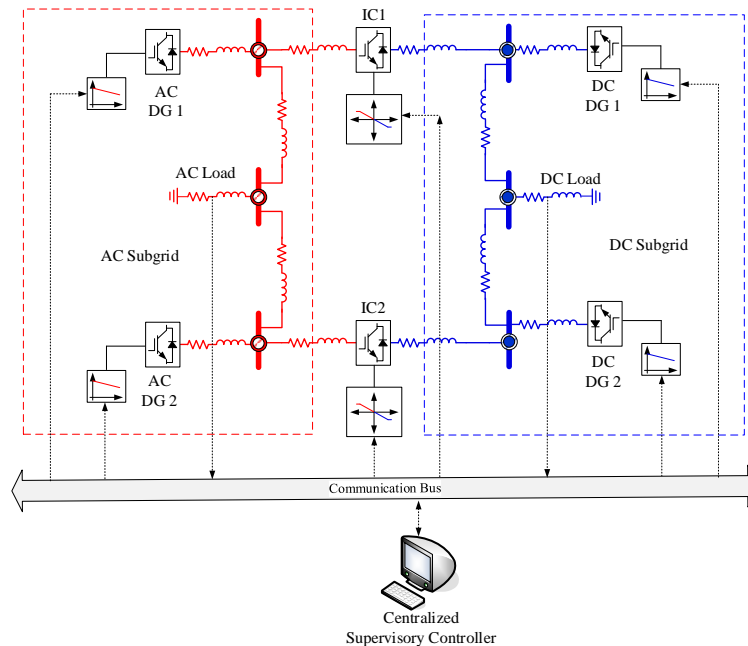 IC1
AC
DG 1
DC
DG 1
AC Load
DC Load
AC Subgrid
DC Subgrid
IC2
AC
DG 2
DC
DG 2
Communication Bus
Centralized
Supervisory Controller